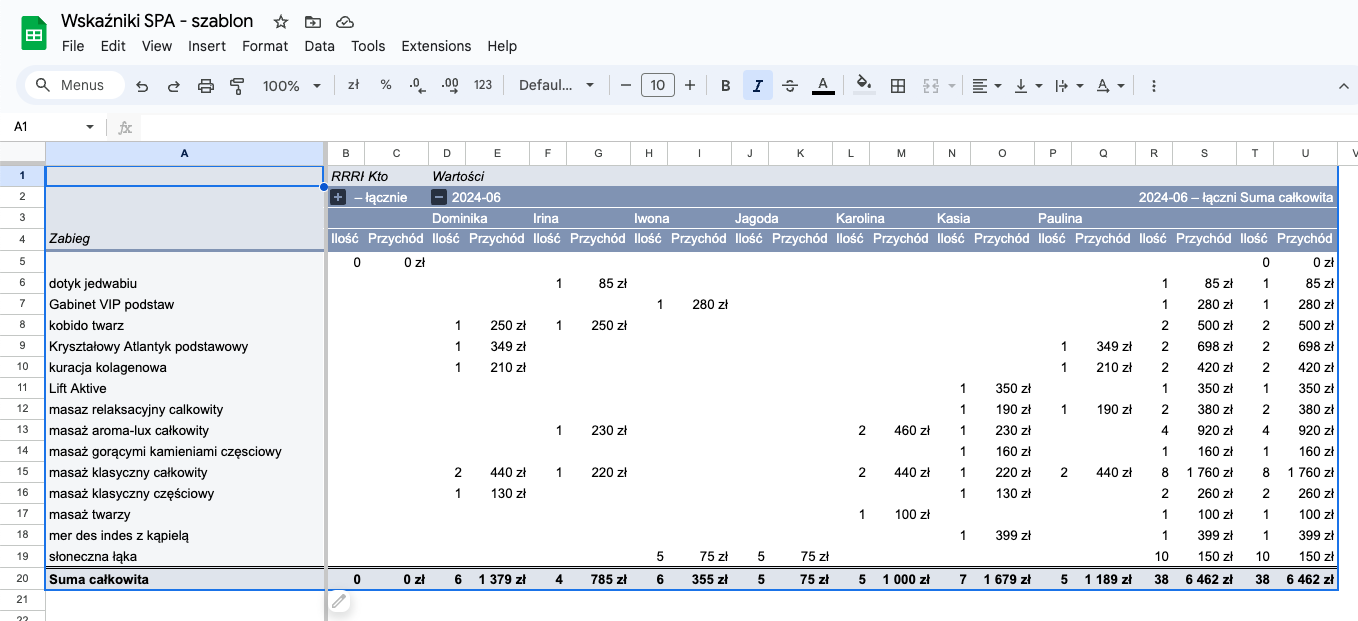 Wskaźniki SPA - szablon
File Edit View Insert Format Data Tools Extensions Help
Menus 100% zł % .0 .00 123 Defaul... 10 B I A
A1 fx
A B C D E F G H I J K L M N O P Q R S T U V
1 RRRI Kto Wartości
2 + – łącznie − 2024-06 2024-06 – łączni Suma całkowita
3 Dominika Irina Iwona Jagoda Karolina Kasia Paulina
4 Zabieg Ilość Przychód Ilość Przychód Ilość Przychód Ilość Przychód Ilość Przychód Ilość Przychód Ilość Przychód Ilość Przychód Ilość Przychód Ilość Przychód
5 0 0 zł 0 0 zł
6 dotyk jedwabiu 1 85 zł 1 85 zł 1 85 zł
7 Gabinet VIP podstaw 1 280 zł 1 280 zł 1 280 zł
8 kobido twarz 1 250 zł 1 250 zł 2 500 zł 2 500 zł
9 Kryształowy Atlantyk podstawowy 1 349 zł 1 349 zł 2 698 zł 2 698 zł
10 kuracja kolagenowa 1 210 zł 1 210 zł 2 420 zł 2 420 zł
11 Lift Aktive 1 350 zł 1 350 zł 1 350 zł
12 masaz relaksacyjny calkowity 1 190 zł 1 190 zł 2 380 zł 2 380 zł
13 masaż aroma-lux całkowity 1 230 zł 2 460 zł 1 230 zł 4 920 zł 4 920 zł
14 masaż gorącymi kamieniami częsciowy 1 160 zł 1 160 zł 1 160 zł
15 masaż klasyczny całkowity 2 440 zł 1 220 zł 2 440 zł 1 220 zł 2 440 zł 8 1 760 zł 8 1 760 zł
16 masaż klasyczny częściowy 1 130 zł 1 130 zł 2 260 zł 2 260 zł
17 masaż twarzy 1 100 zł 1 100 zł 1 100 zł
18 mer des indes z kąpielą 1 399 zł 1 399 zł 1 399 zł
19 słoneczna łąka 5 75 zł 5 75 zł 10 150 zł 10 150 zł
20 Suma całkowita 0 0 zł 6 1 379 zł 4 785 zł 6 355 zł 5 75 zł 5 1 000 zł 7 1 679 zł 5 1 189 zł 38 6 462 zł 38 6 462 zł
21
22